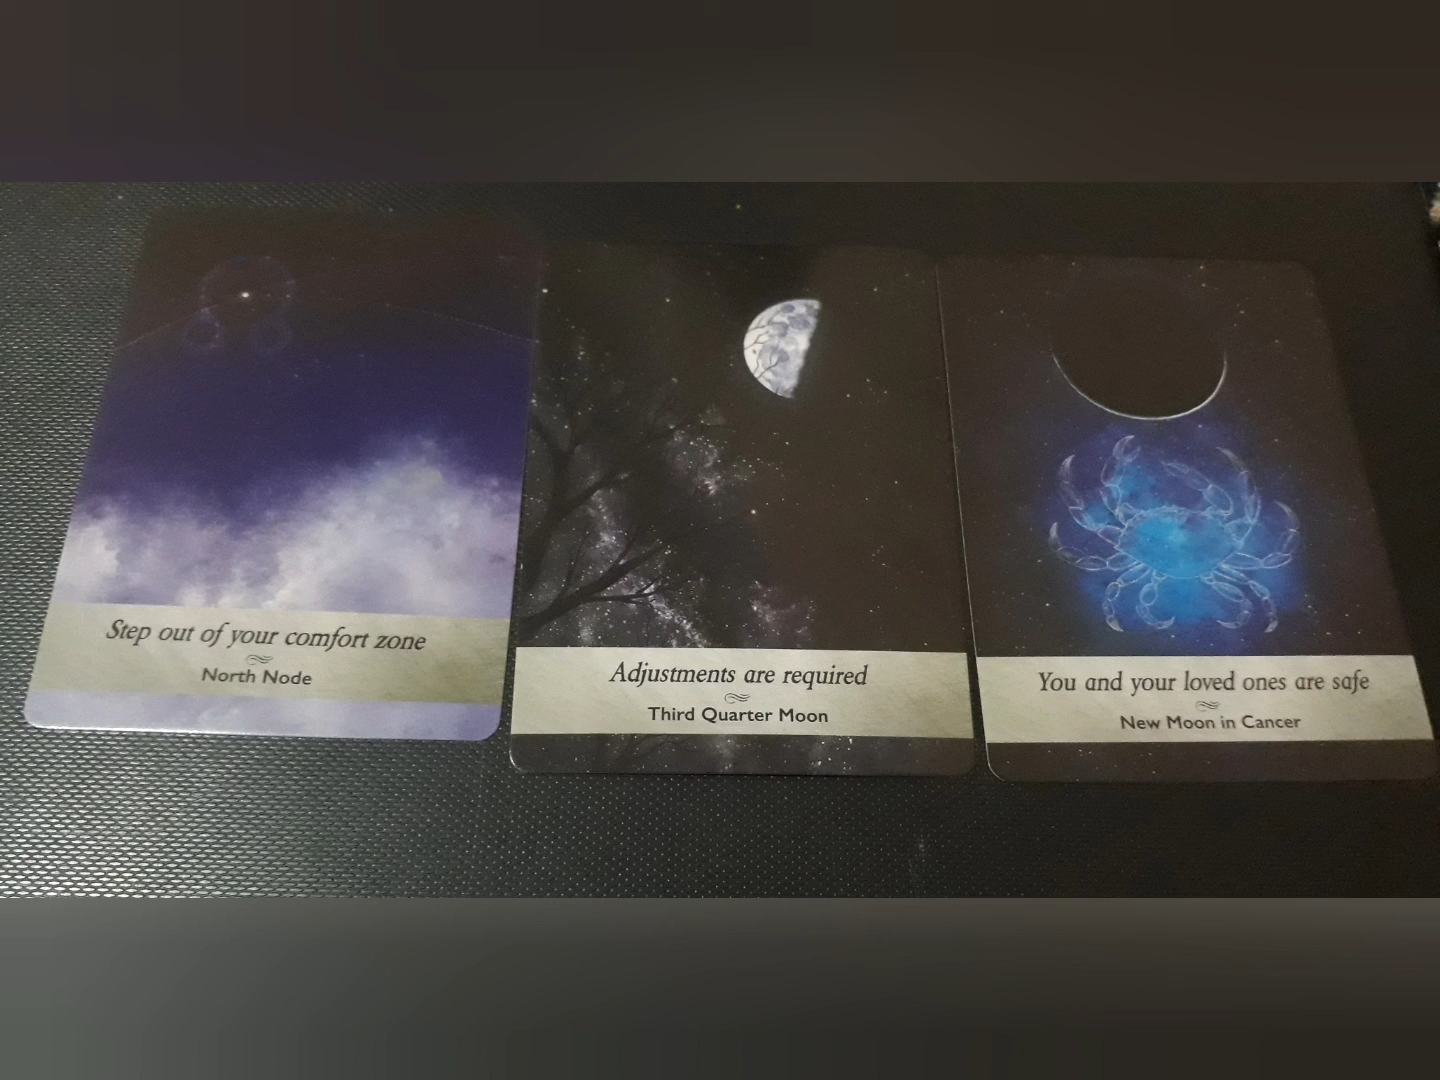 Step out of your comfort zone
North Node
Adjustments are required
Third Quarter Moon
You and your loved ones are safe
New Moon in Cancer